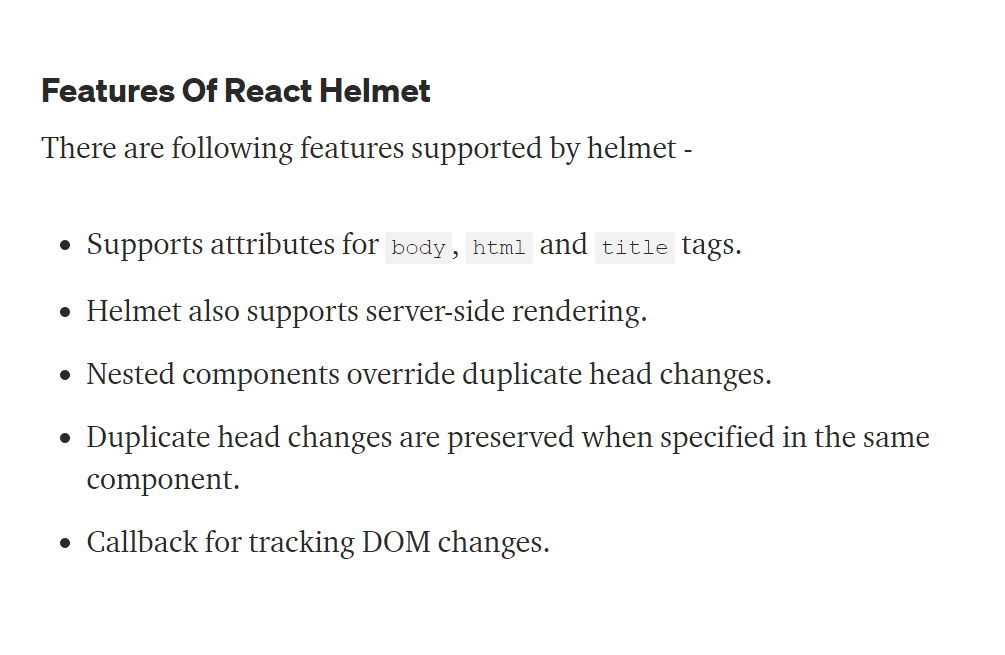 Features Of React Helmet
There are following features supported by helmet -
• Supports attributes for body, html and title tags.
• Helmet also supports server-side rendering.
• Nested components override duplicate head changes.
• Duplicate head changes are preserved when specified in the same
component.
• Callback for tracking DOM changes.